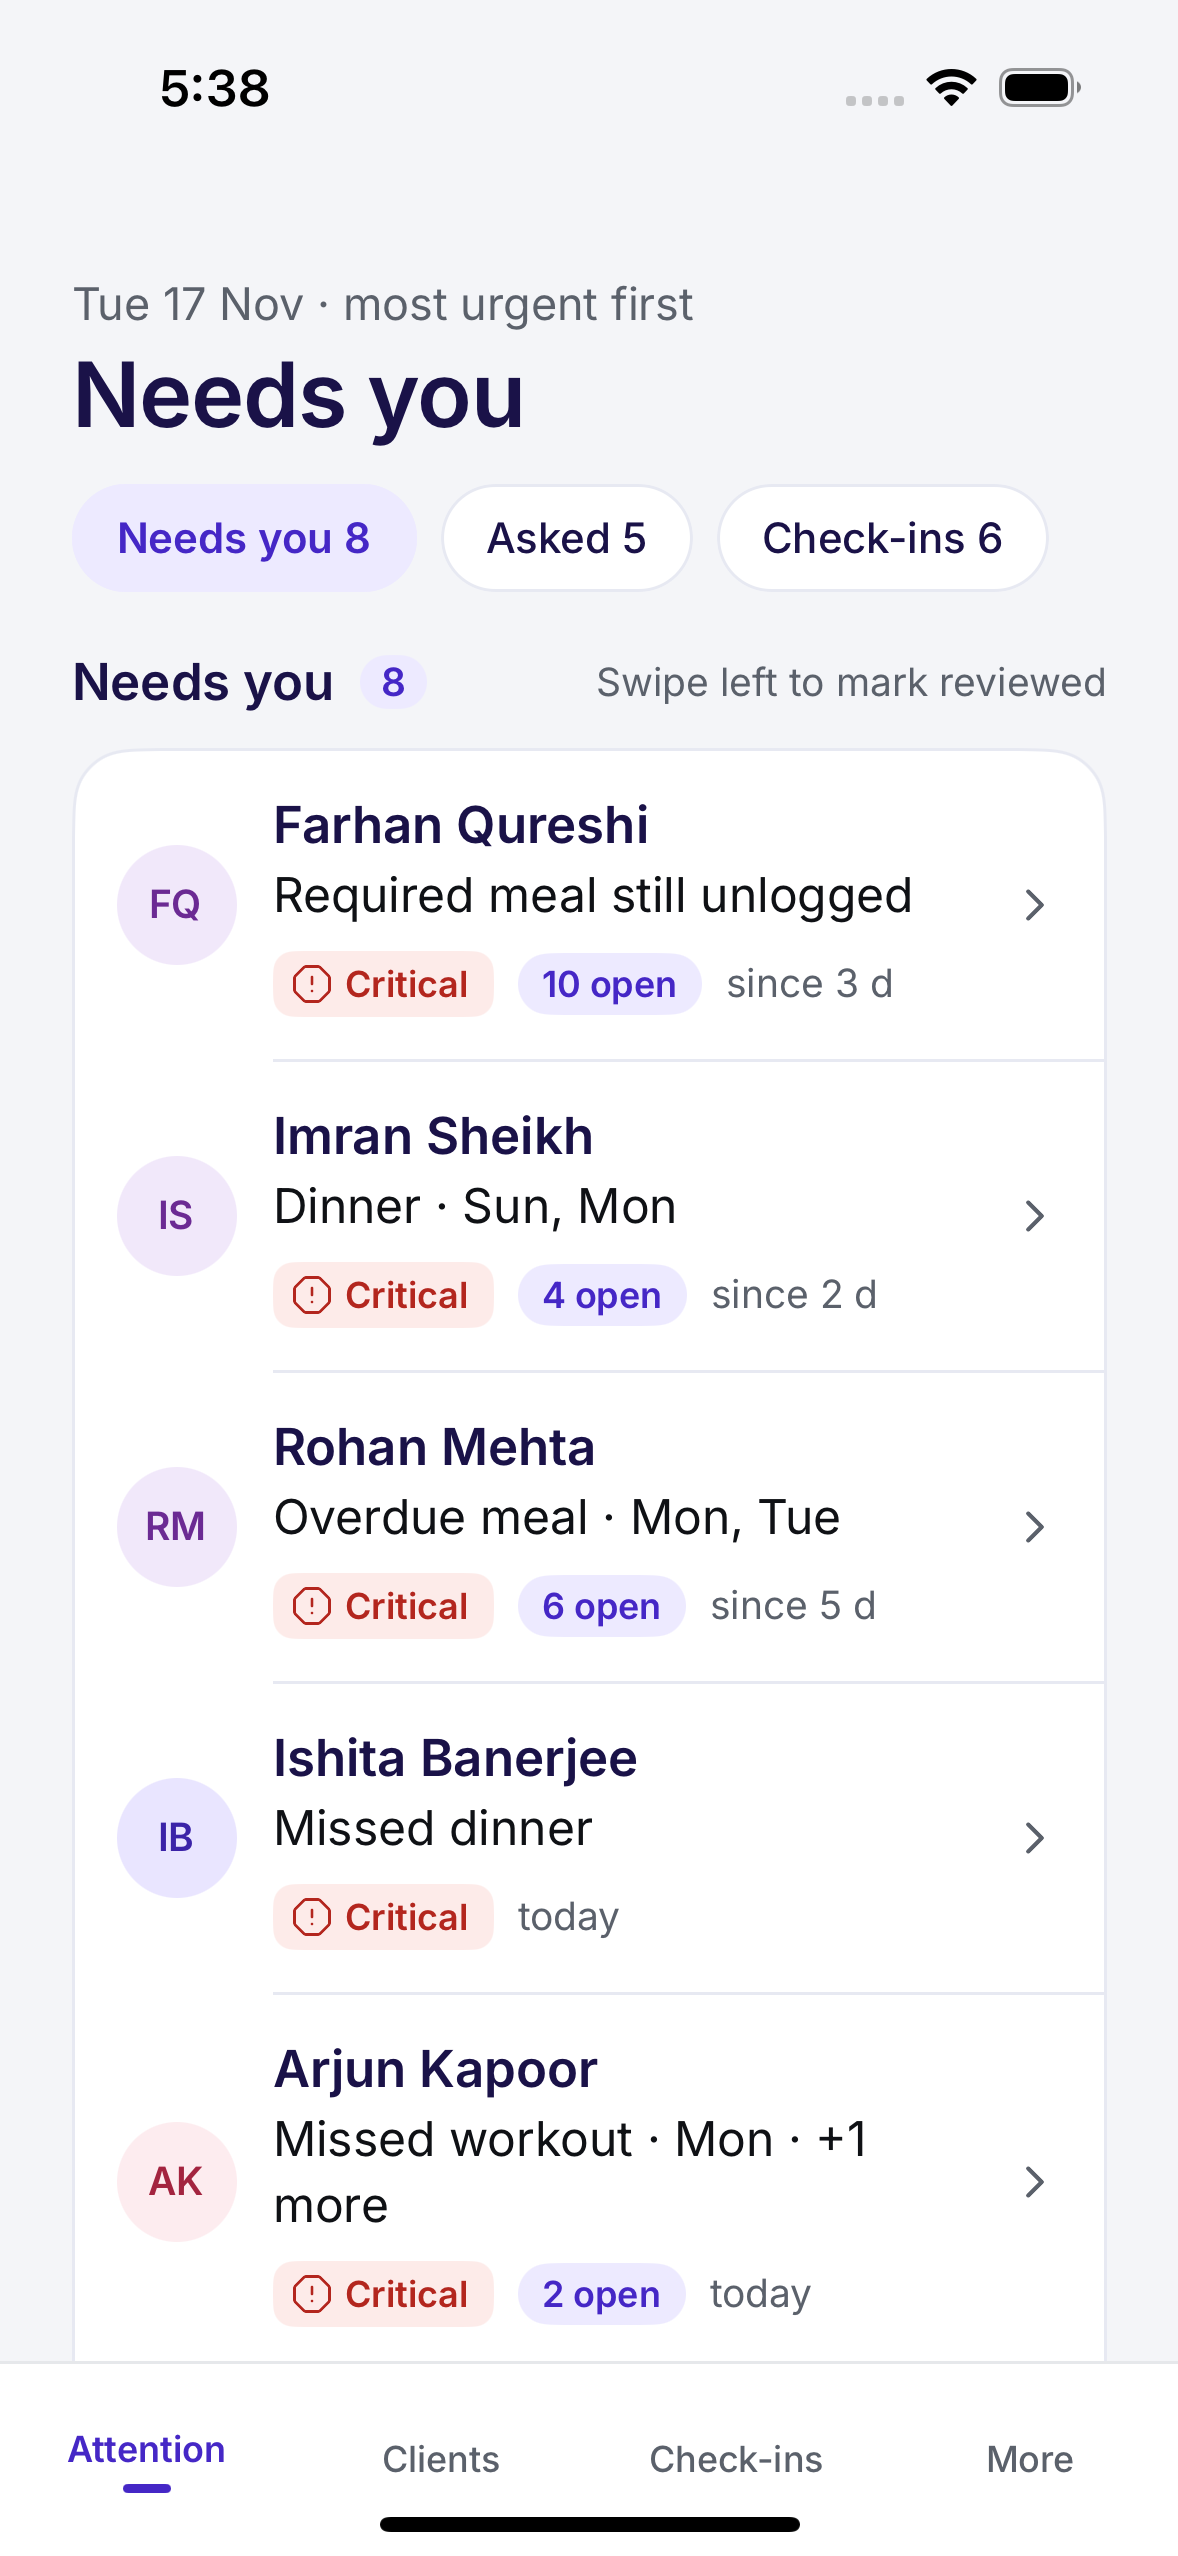 5:38
Tue 17 Nov · most urgent first
Needs you
Needs you 8
Asked 5
Check-ins 6
Needs you 8
Swipe left to mark reviewed
FQ
Farhan Qureshi
Required meal still unlogged
Critical
10 open
since 3 d
IS
Imran Sheikh
Dinner · Sun, Mon
Critical
4 open
since 2 d
RM
Rohan Mehta
Overdue meal · Mon, Tue
Critical
6 open
since 5 d
IB
Ishita Banerjee
Missed dinner
Critical
today
AK
Arjun Kapoor
Missed workout · Mon · +1
more
Critical
2 open
today
Attention
Clients
Check-ins
More